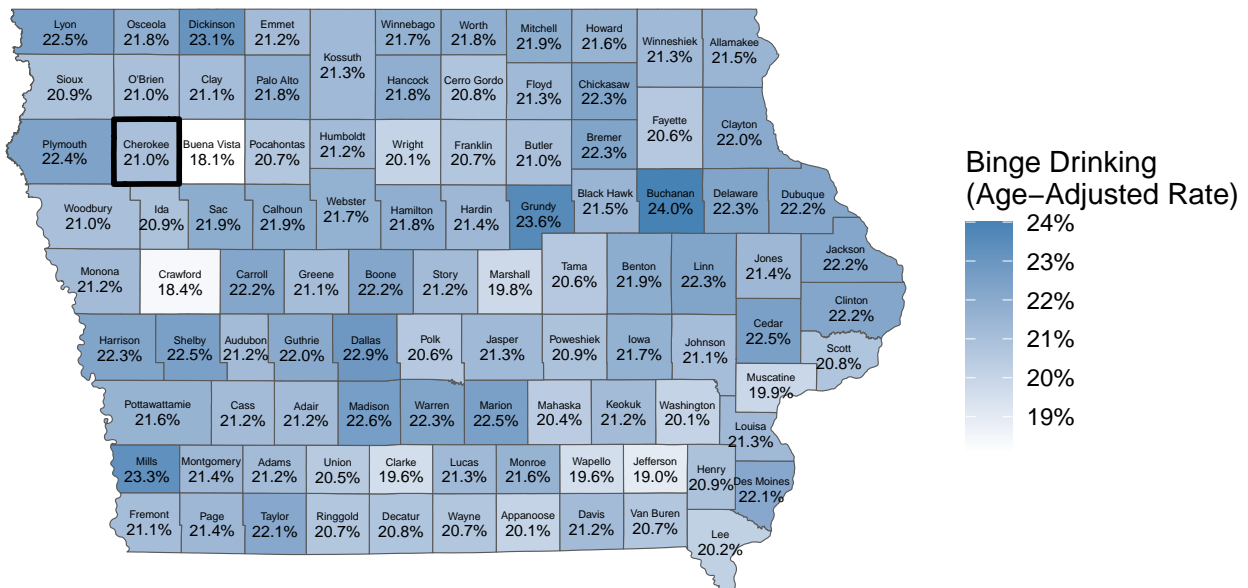 Lyon
22.5%
Osceola
21.8%
Dickinson
23.1%
Emmet
21.2%
Kossuth
21.3%
Winnebago
21.7%
Worth
21.8%
Mitchell
21.9%
Howard
21.6%
Winneshiek
21.3%
Allamakee
21.5%
Sioux
20.9%
O'Brien
21.0%
Clay
21.1%
Palo Alto
21.8%
Hancock
21.8%
Cerro Gordo
20.8%
Floyd
21.3%
Chickasaw
22.3%
Fayette
20.6%
Clayton
22.0%
Plymouth
22.4%
Cherokee
21.0%
Buena Vista
18.1%
Pocahontas
20.7%
Humboldt
21.2%
Wright
20.1%
Franklin
20.7%
Butler
21.0%
Bremer
22.3%
Woodbury
21.0%
Ida
20.9%
Sac
21.9%
Calhoun
21.9%
Webster
21.7%
Hamilton
21.8%
Hardin
21.4%
Grundy
23.6%
Black Hawk
21.5%
Buchanan
24.0%
Delaware
22.3%
Dubuque
22.2%
Monona
21.2%
Crawford
18.4%
Carroll
22.2%
Greene
21.1%
Boone
22.2%
Story
21.2%
Marshall
19.8%
Tama
20.6%
Benton
21.9%
Linn
22.3%
Jones
21.4%
Jackson
22.2%
Clinton
22.2%
Harrison
22.3%
Shelby
22.5%
Audubon
21.2%
Guthrie
22.0%
Dallas
22.9%
Polk
20.6%
Jasper
21.3%
Poweshiek
20.9%
Iowa
21.7%
Johnson
21.1%
Cedar
22.5%
Scott
20.8%
Muscatine
19.9%
Pottawattamie
21.6%
Cass
21.2%
Adair
21.2%
Madison
22.6%
Warren
22.3%
Marion
22.5%
Mahaska
20.4%
Keokuk
21.2%
Washington
20.1%
Louisa
21.3%
Mills
23.3%
Montgomery
21.4%
Adams
21.2%
Union
20.5%
Clarke
19.6%
Lucas
21.3%
Monroe
21.6%
Wapello
19.6%
Jefferson
19.0%
Henry
20.9%
Des Moines
22.1%
Fremont
21.1%
Page
21.4%
Taylor
22.1%
Ringgold
20.7%
Decatur
20.8%
Wayne
20.7%
Appanoose
20.1%
Davis
21.2%
Van Buren
20.7%
Lee
20.2%
Binge Drinking
(Age−Adjusted Rate)
24%
23%
22%
21%
20%
19%